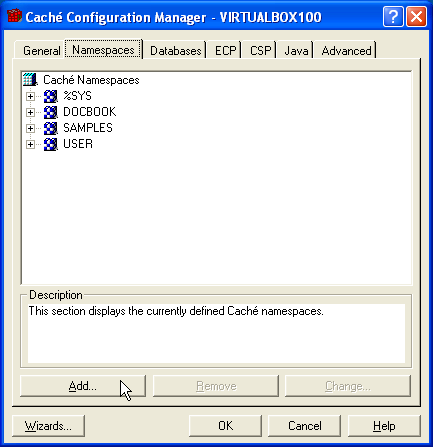 Caché Configuration Manager - VIRTUALBOX100
General Namespaces Databases ECP CSP Java Advanced
Caché Namespaces
%SYS
DOCBOOK
SAMPLES
USER
Description
This section displays the currently defined Caché namespaces.
Add... Remove Change...
Wizards... OK Cancel Help